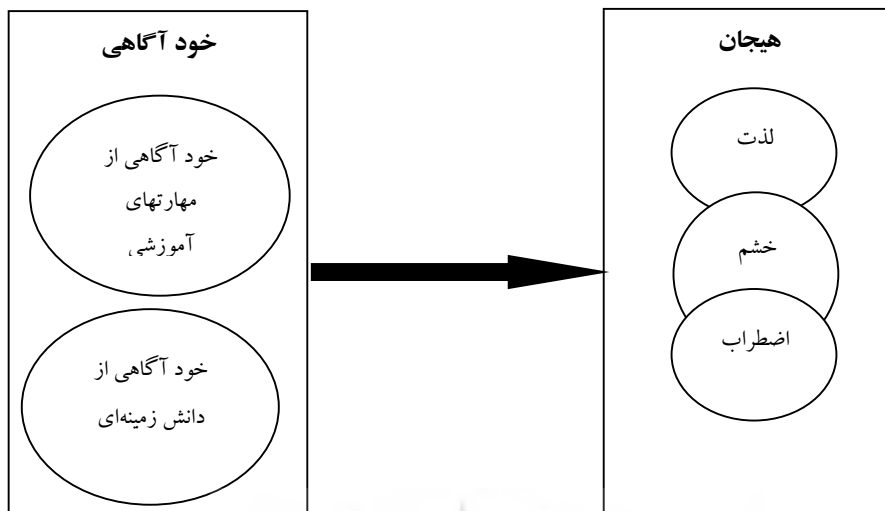 خود آگاهی
خود آگاهی از
مهارتهای
آموزشی
خود آگاهی از
دانش زمینه‌ای
هیجان
لذت
خشم
اضطراب